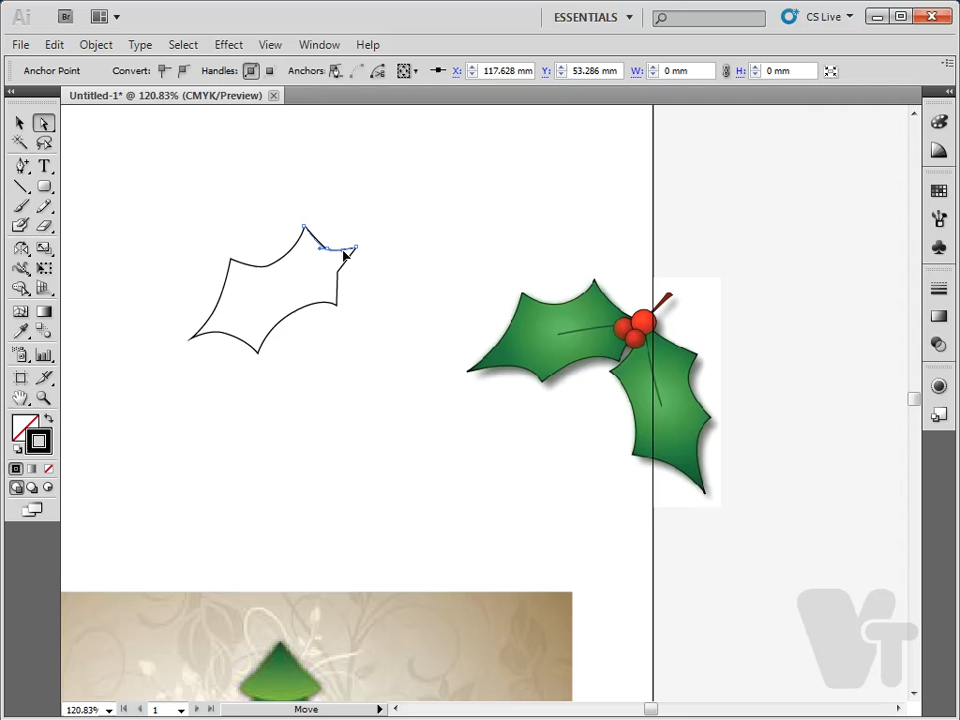 Ai Br ESSENTIALS CS Live
File Edit Object Type Select Effect View Window Help
Anchor Point Convert: Handles: Anchors: X: 117.628 mm Y: 53.286 mm W: 0 mm H: 0 mm
Untitled-1* @ 120.83% (CMYK/Preview)
T
VT
120.83% 1 Move